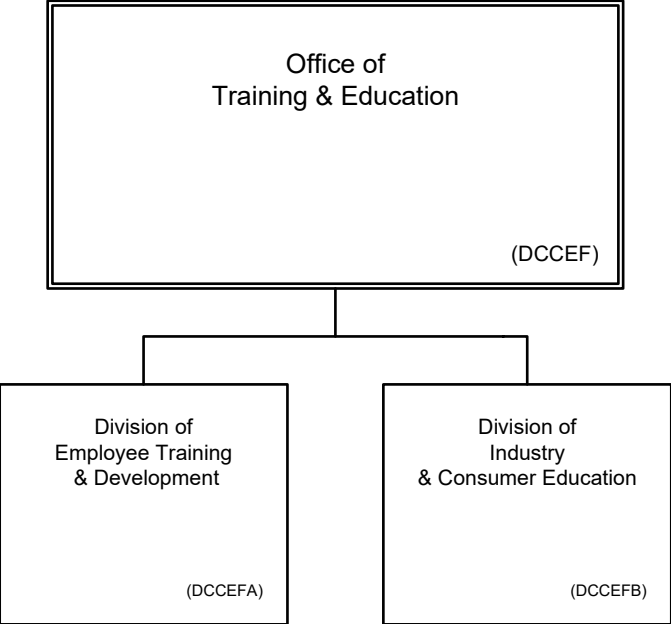 Office of
Training & Education
(DCCEF)
Division of
Employee Training
& Development
(DCCEFA)
Division of
Industry
& Consumer Education
(DCCEFB)